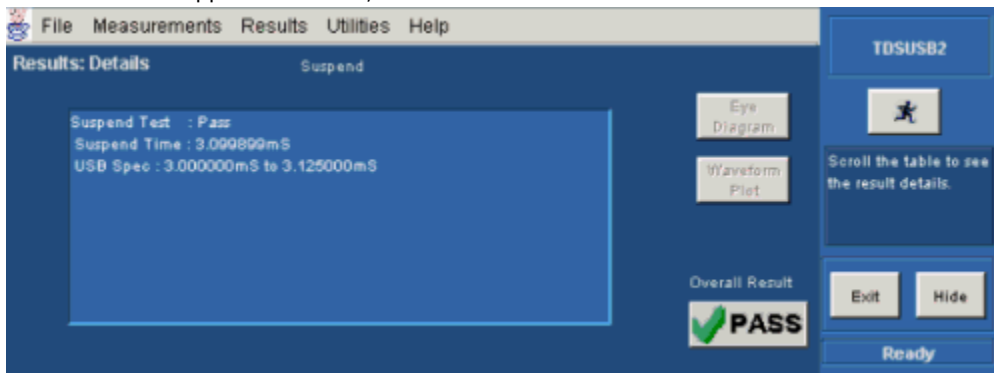 File Measurements Results Utilities Help
TDSUSB2
Results: Details Suspend
Suspend Test : Pass
Suspend Time : 3.099899mS
USB Spec : 3.000000mS to 3.125000mS
Eye
Diagram
Waveform
Plot
Scroll the table to see
the result details.
Overall Result
PASS
Exit Hide
Ready